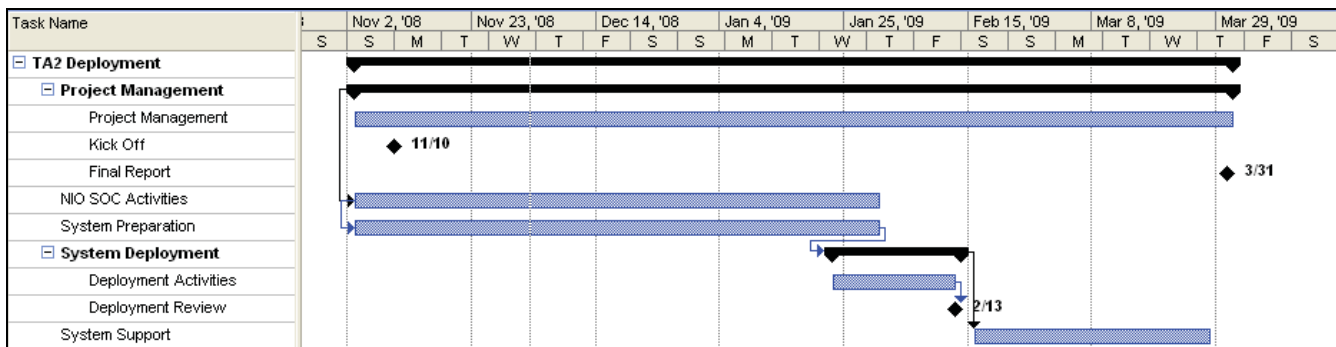 Task Name
Nov 2, '08 Nov 23, '08 Dec 14, '08 Jan 4, '09 Jan 25, '09 Feb 15, '09 Mar 8, '09 Mar 29, '09
S S M T W T F S S M T W T F S S M T W T F S
TA2 Deployment
Project Management
Project Management
Kick Off 11/10
Final Report 3/31
NIO SOC Activities
System Preparation
System Deployment
Deployment Activities
Deployment Review 2/13
System Support